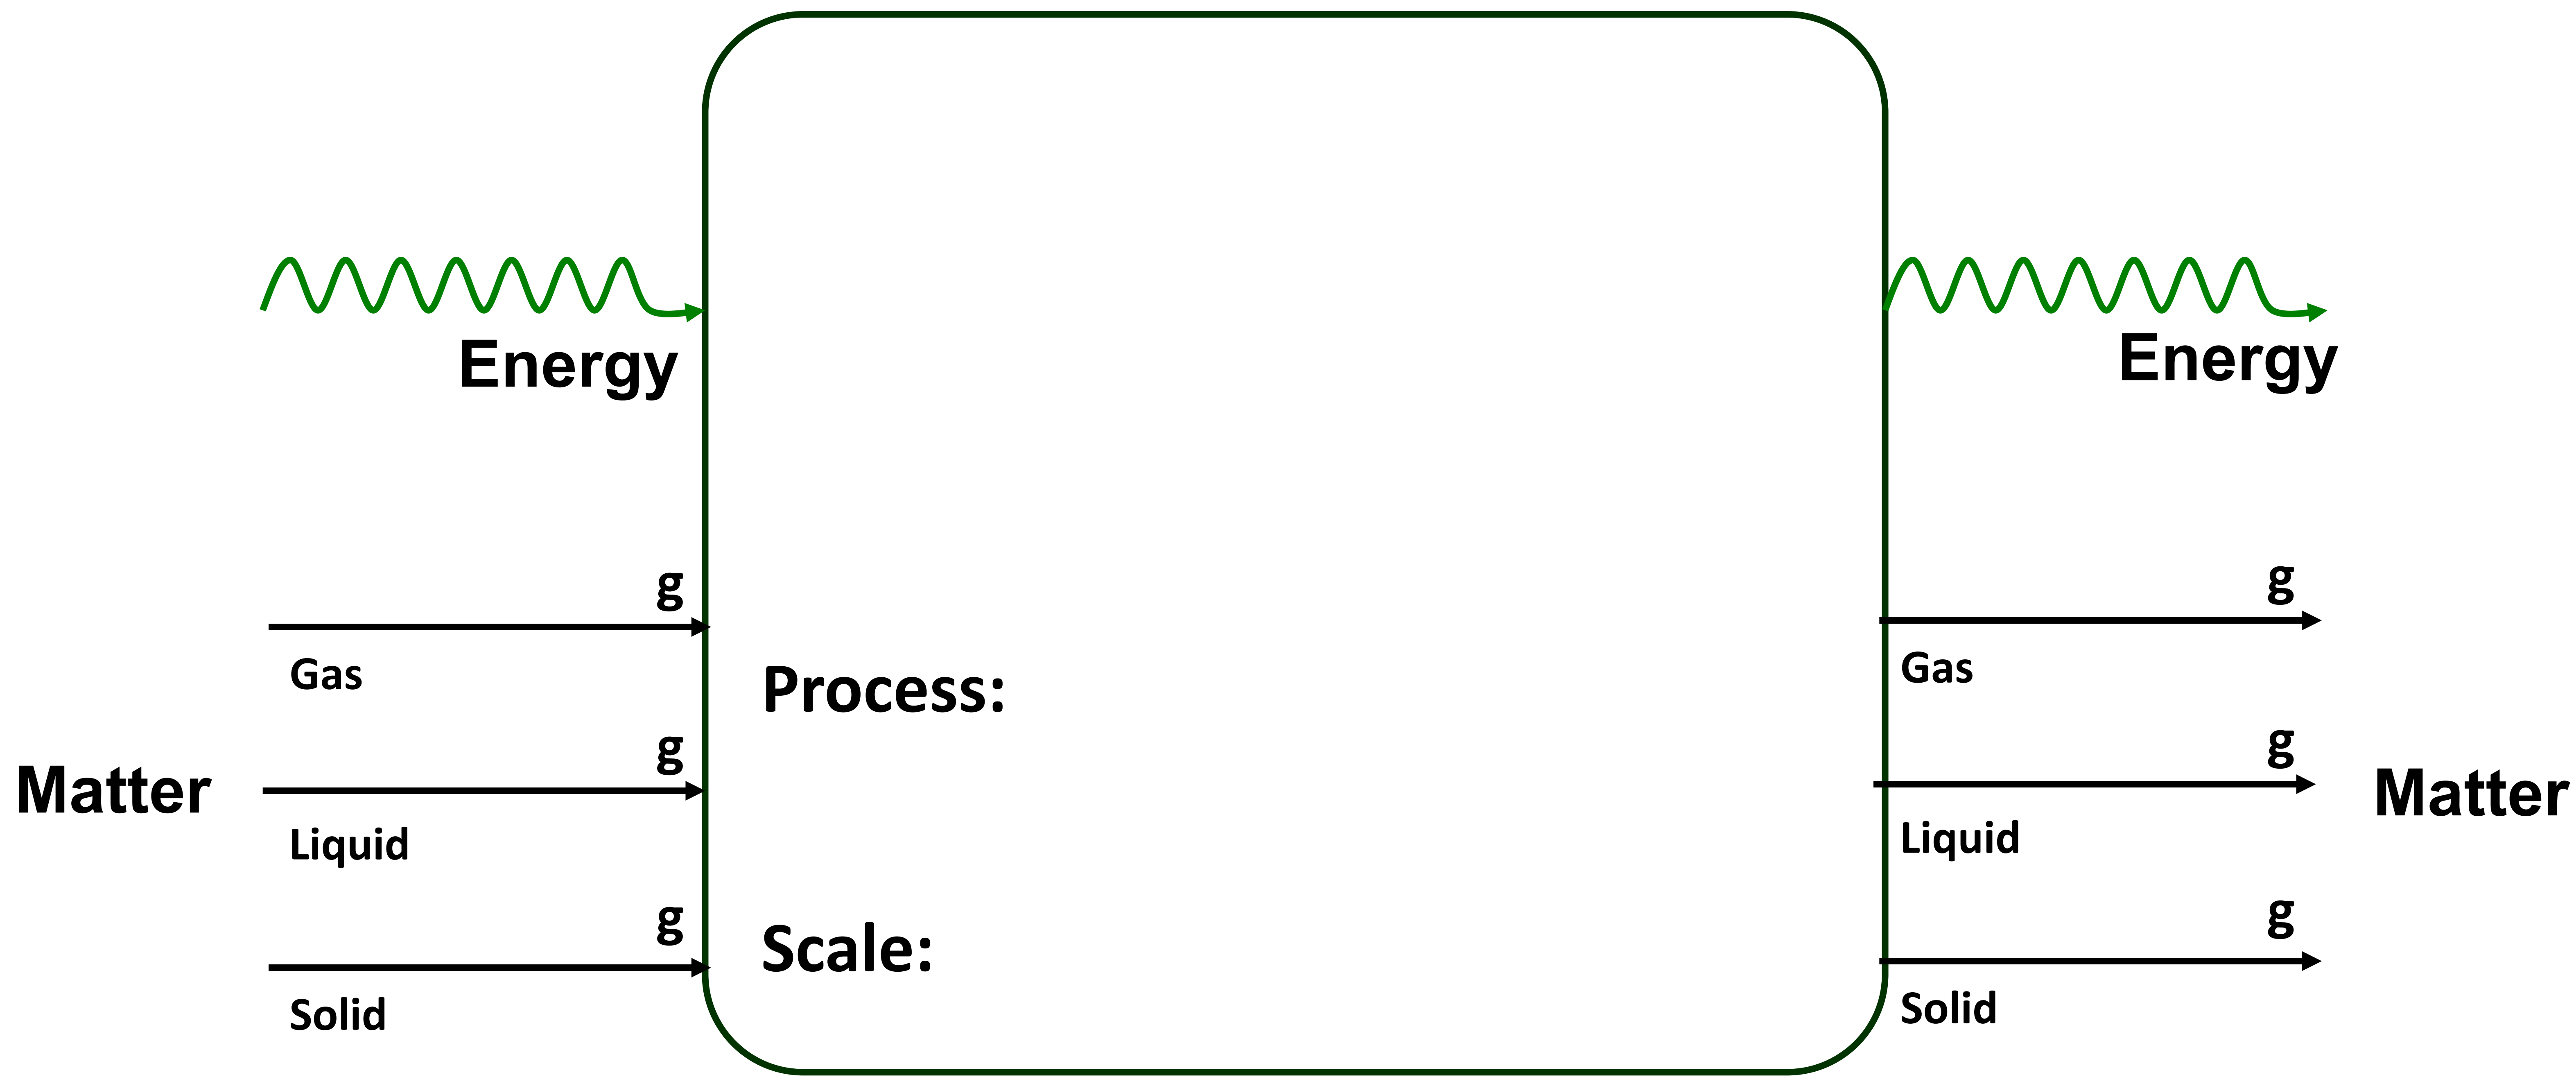 Energy
Energy
g
Gas
g
Liquid
g
Solid
Matter
Process:
Scale:
g
Gas
g
Liquid
g
Solid
Matter